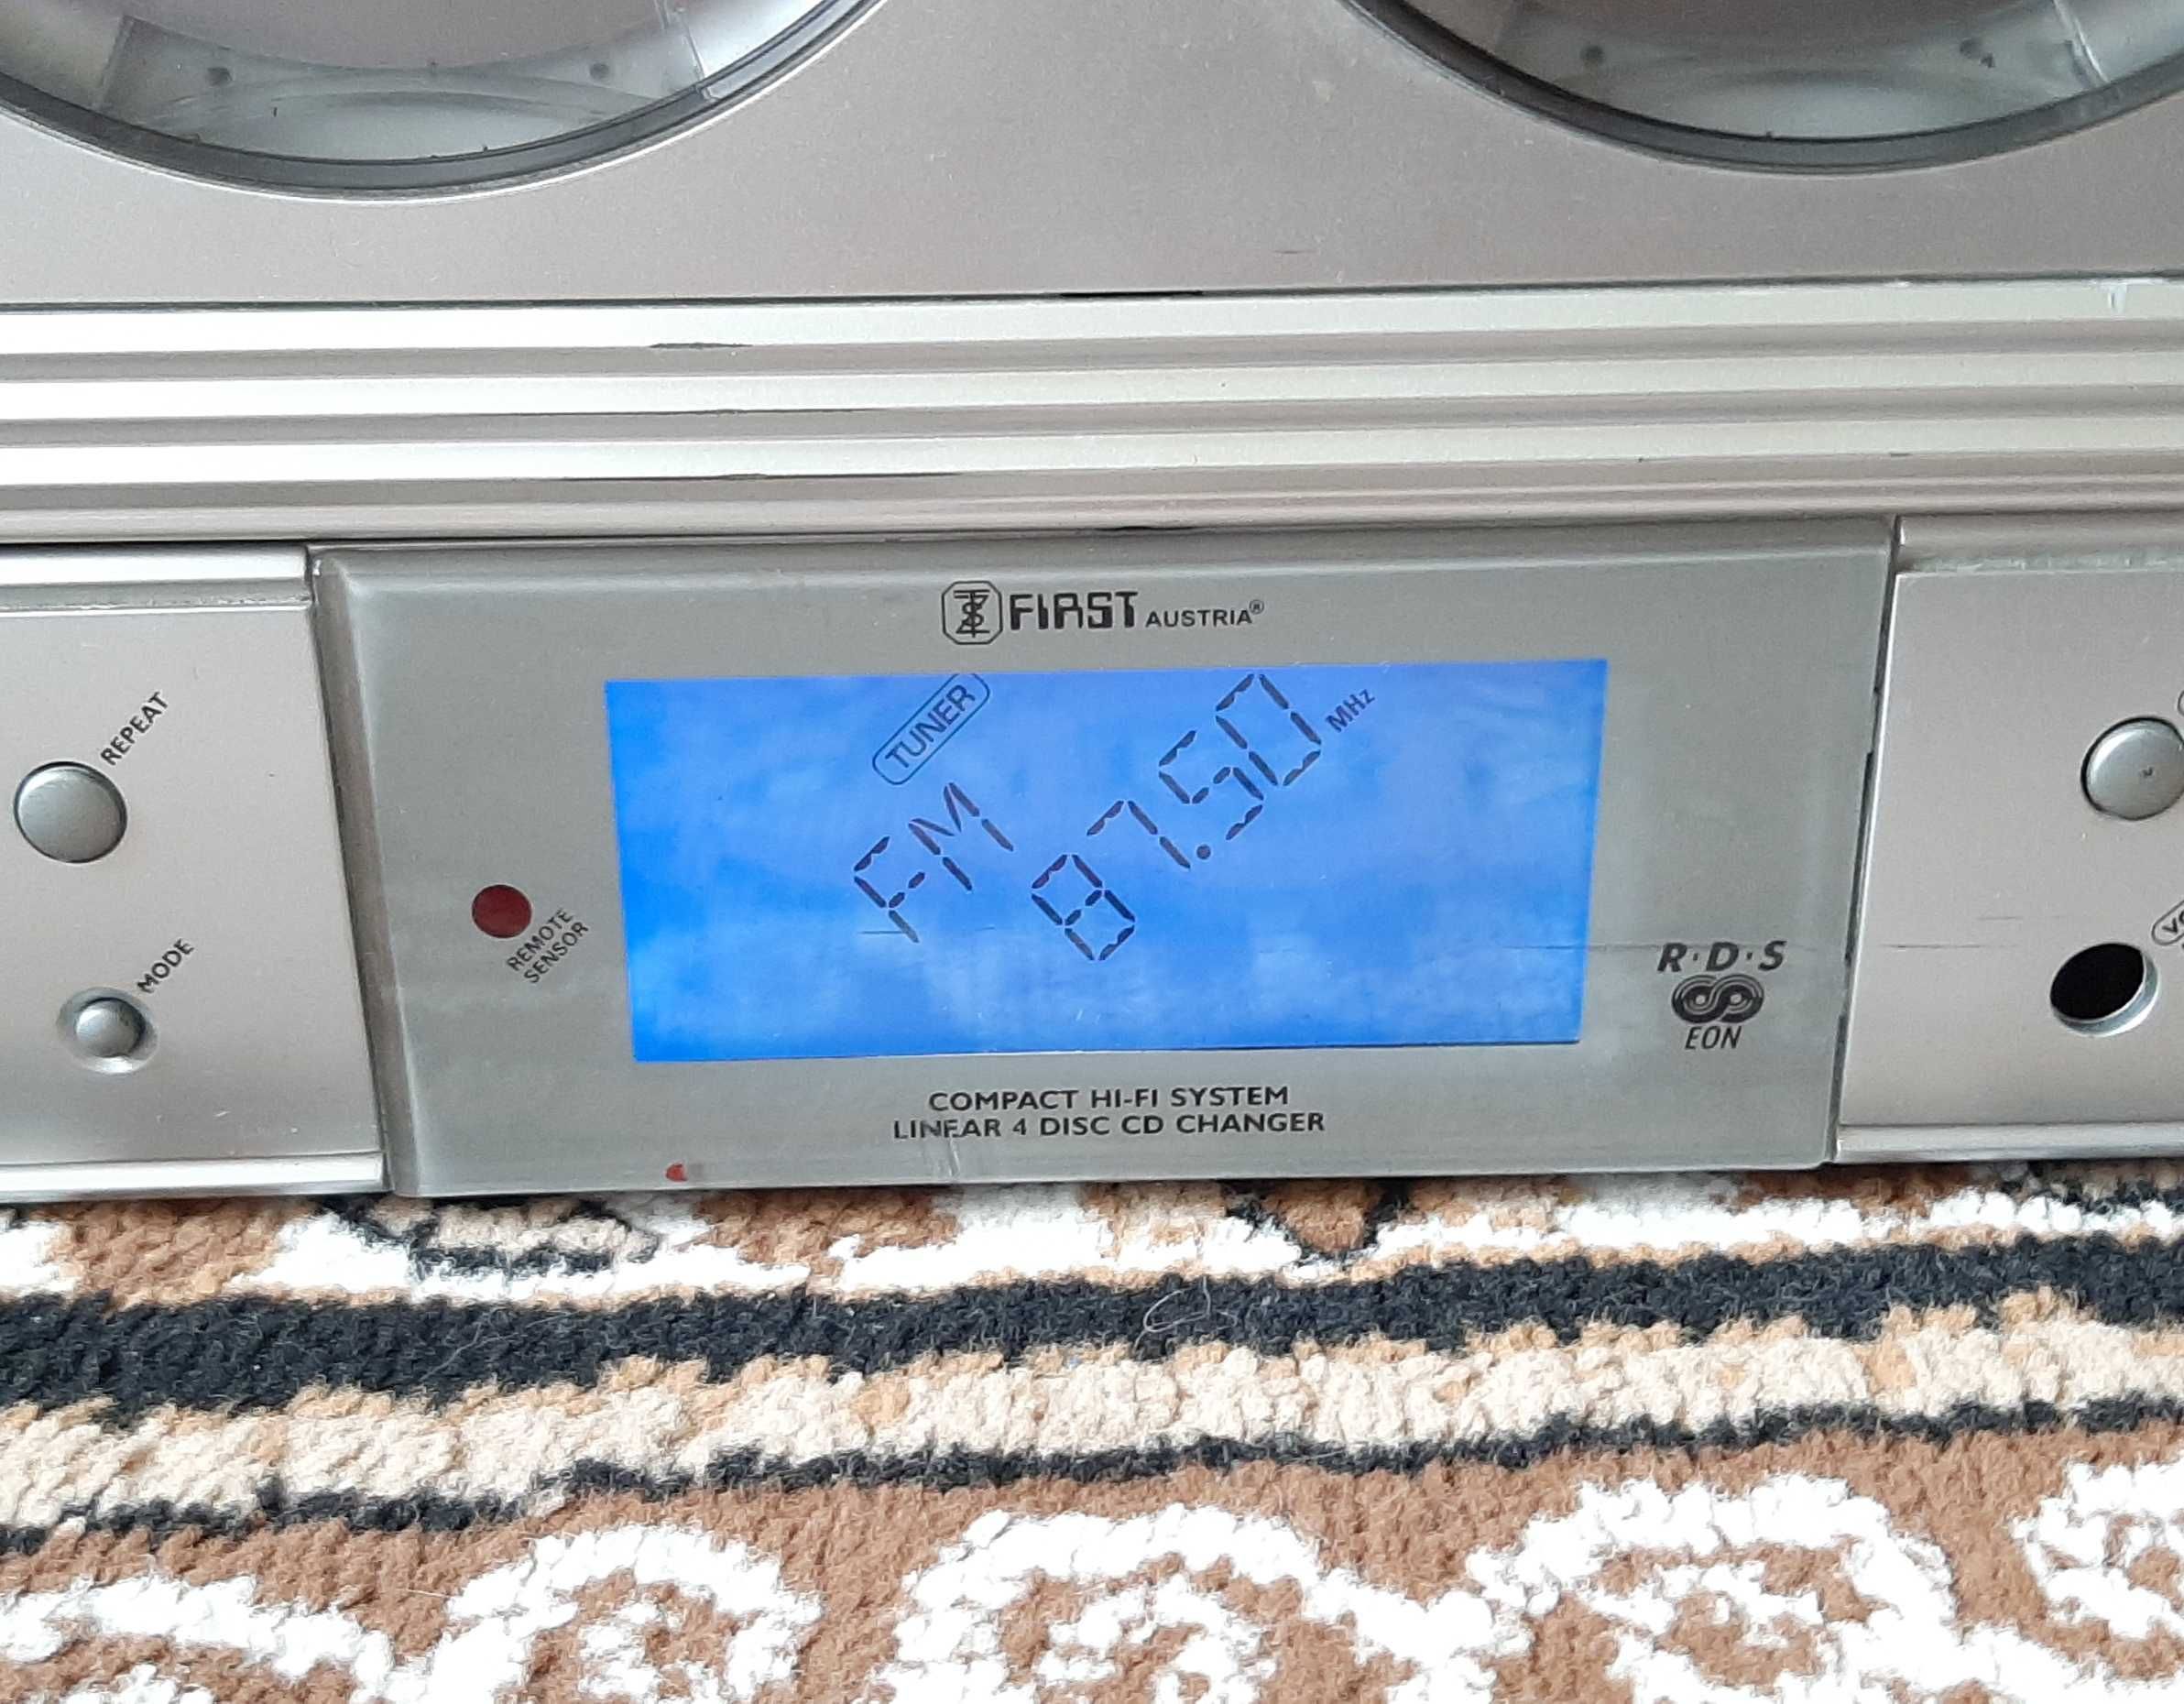 FIRST AUSTRIA®
TUNER
FM 87.50 MHz
REPEAT
MODE
REMOTE
SENSOR
R·D·S
EON
COMPACT HI-FI SYSTEM
LINEAR 4 DISC CD CHANGER